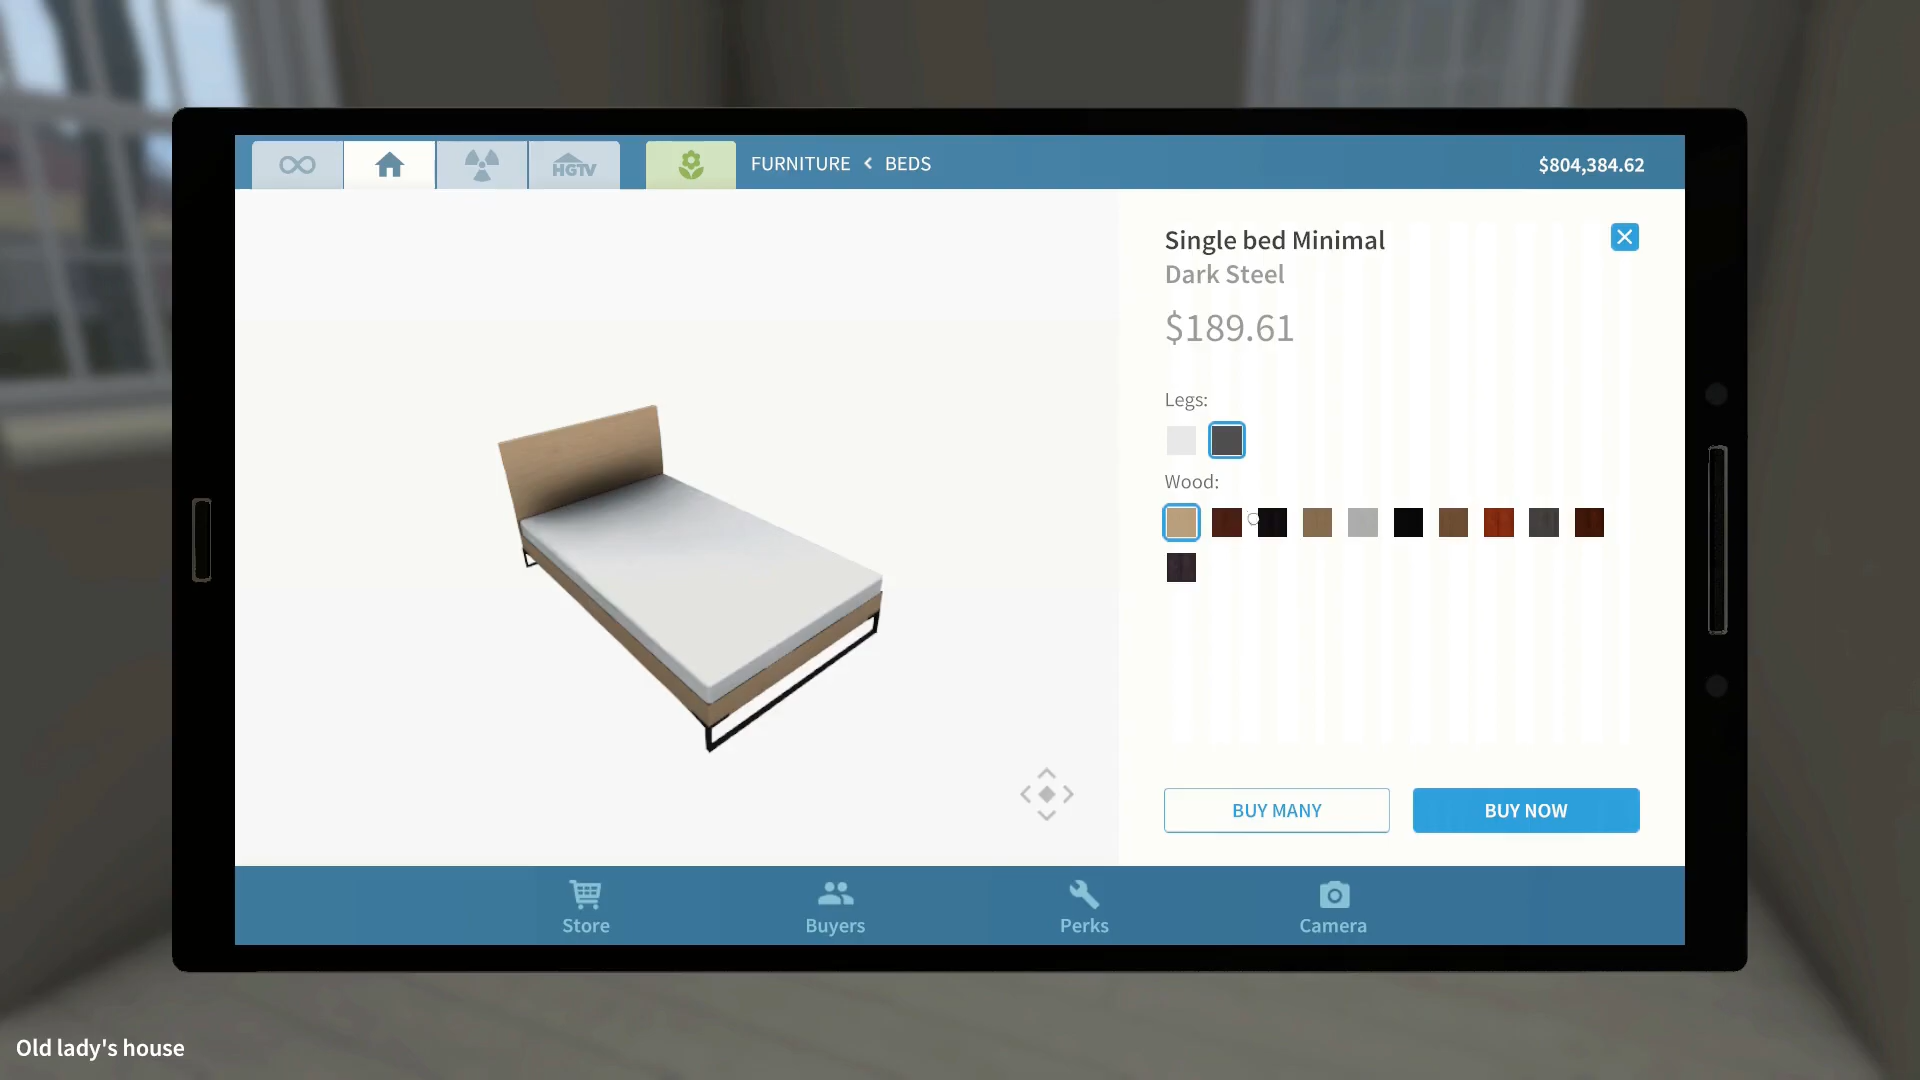 HGTV
FURNITURE < BEDS
$804,384.62
Single bed Minimal
Dark Steel
$189.61
Legs:
Wood:
BUY MANY
BUY NOW
Store
Buyers
Perks
Camera
Old lady's house